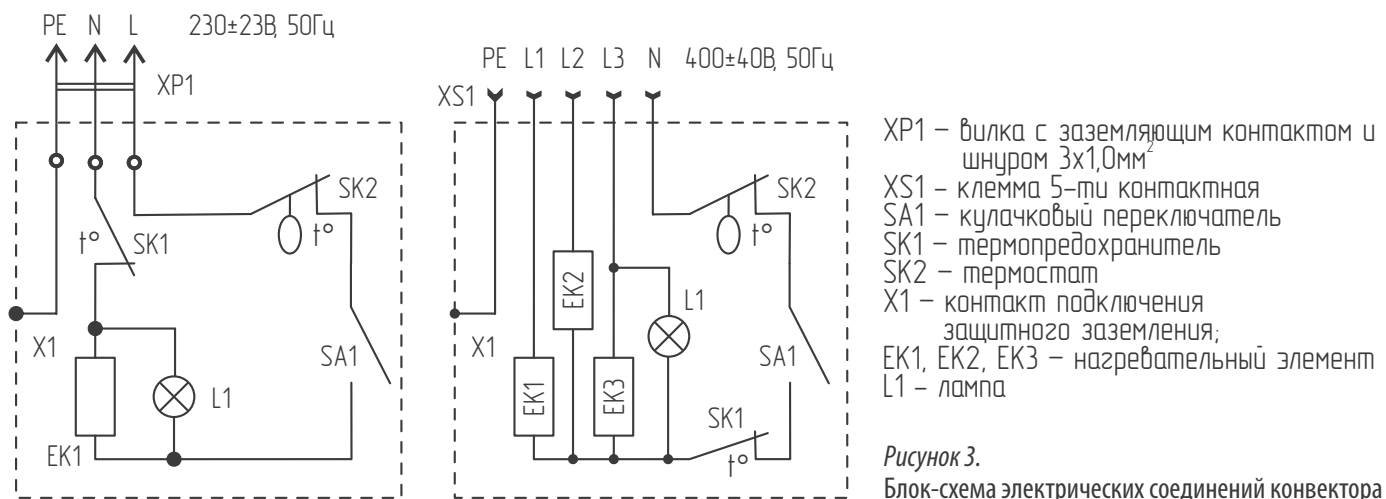 PE N L 230±23В, 50Гц
XP1
t° SK1
SK2
t°
X1
SA1
L1
EK1
PE L1 L2 L3 N 400±40В, 50Гц
XS1
SK2
t°
EK2
L1
X1
SA1
EK1
EK3
SK1
t°
XP1 – вилка с заземляющим контактом и
шнуром 3х1,0мм²
XS1 – клемма 5-ти контактная
SA1 – кулачковый переключатель
SK1 – термопредохранитель
SK2 – термостат
X1 – контакт подключения
защитного заземления;
EK1, EK2, EK3 – нагревательный элемент
L1 – лампа
Рисунок 3.
Блок-схема электрических соединений конвектора